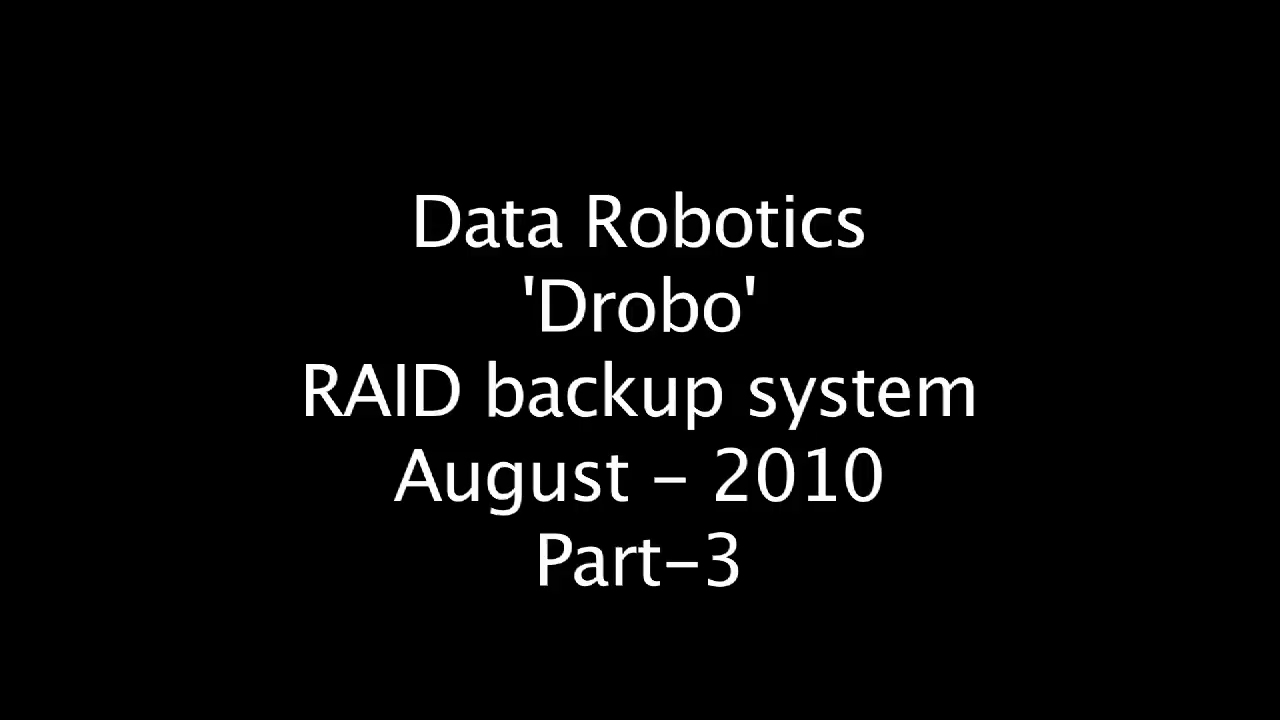 Data Robotics
'Drobo'
RAID backup system
August - 2010
Part-3